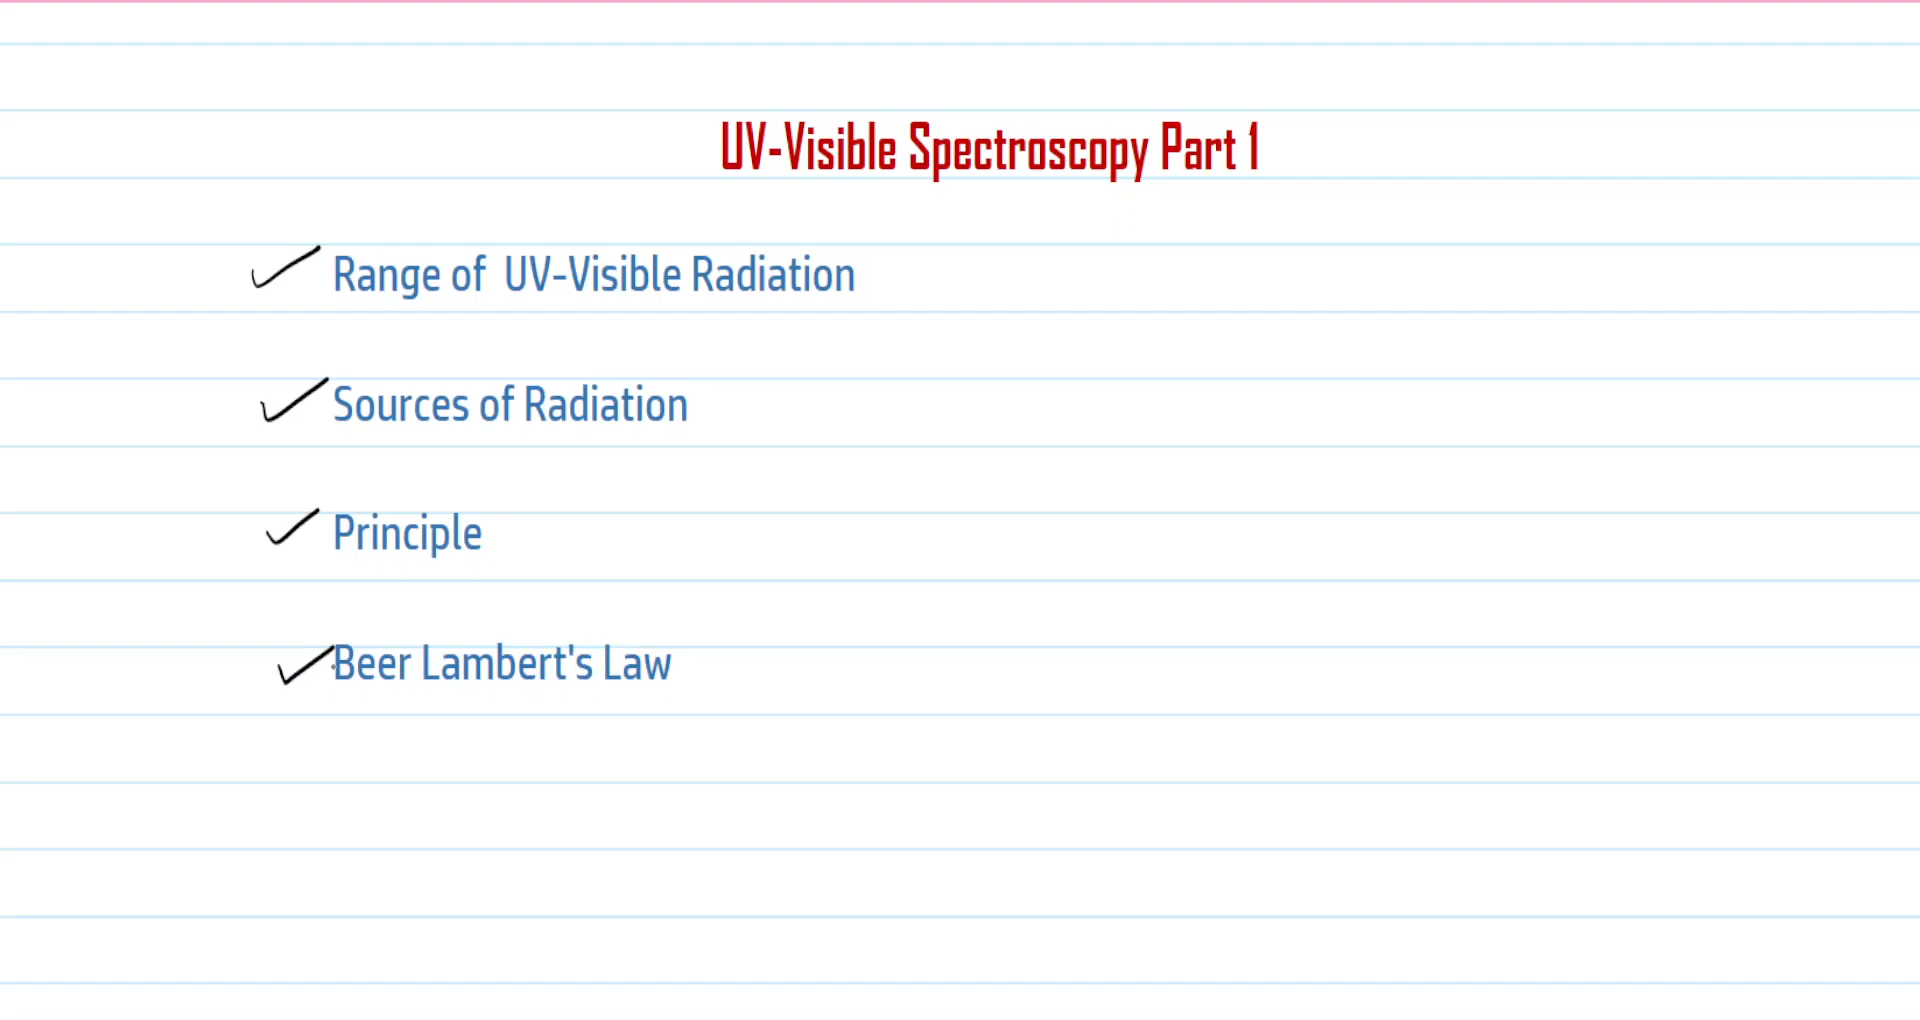 UV-Visible Spectroscopy Part 1
Range of UV-Visible Radiation
Sources of Radiation
Principle
Beer Lambert's Law